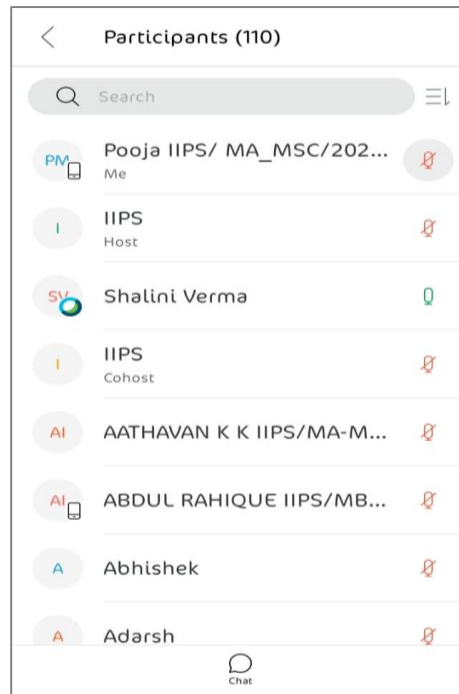 Participants (110)
Search
PM
Pooja IIPS/ MA_MSC/202...
Me
I
IIPS
Host
SV
Shalini Verma
I
IIPS
Cohost
AI
AATHAVAN K K IIPS/MA-M...
AI
ABDUL RAHIQUE IIPS/MB...
A
Abhishek
A
Adarsh
Chat